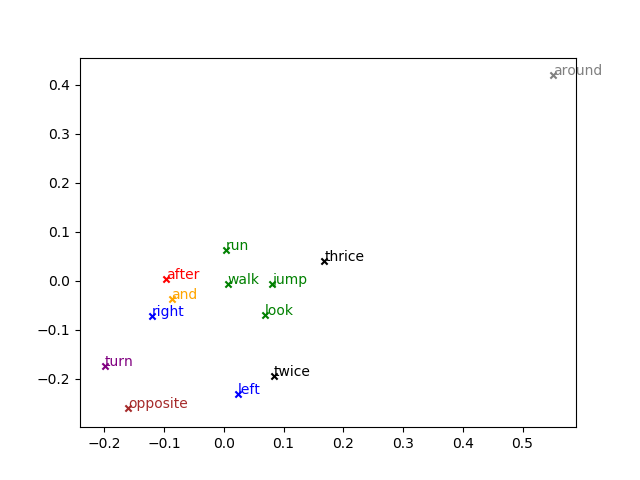 around
0.4
0.3
0.2
0.1
run
thrice
after
walk
jump
0.0
and
right
look
−0.1
turn
twice
−0.2
left
opposite
−0.2 −0.1 0.0 0.1 0.2 0.3 0.4 0.5